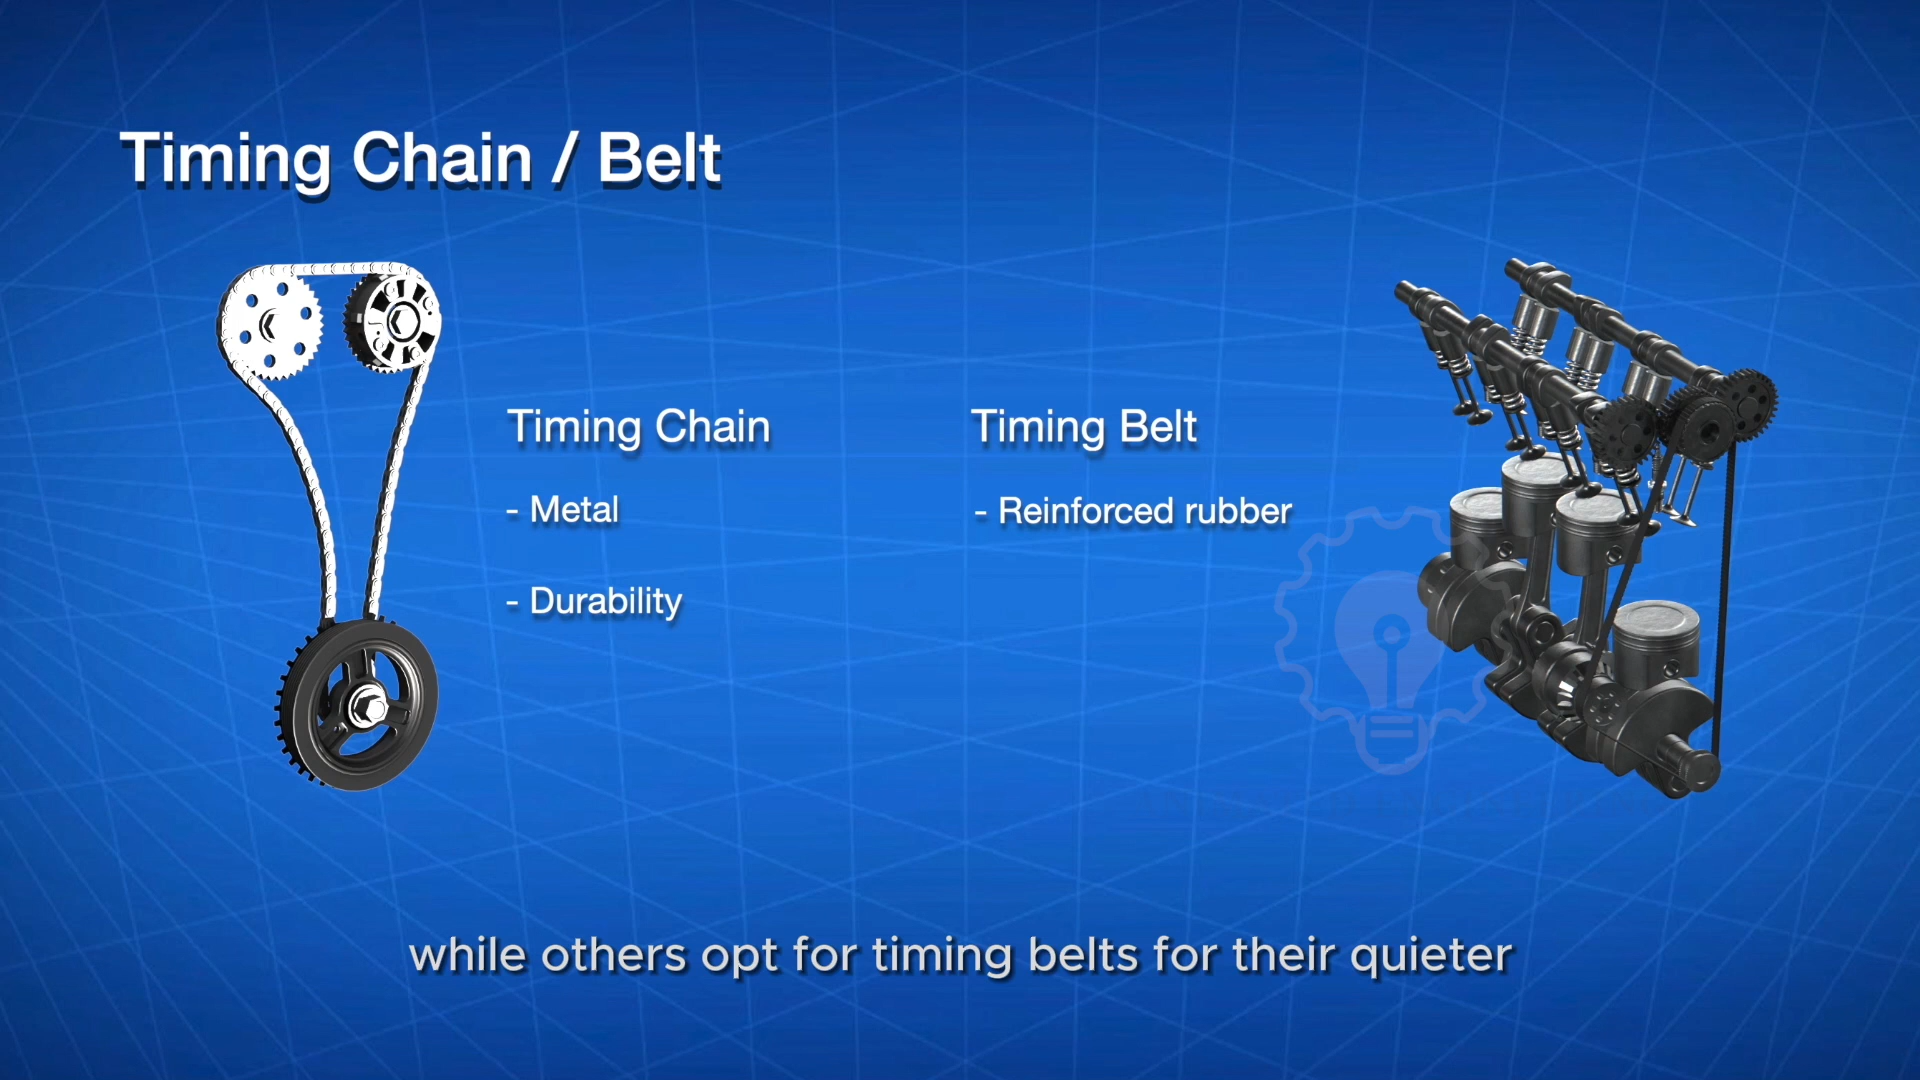 Timing Chain / Belt
Timing Chain
- Metal
- Durability
Timing Belt
- Reinforced rubber
while others opt for timing belts for their quieter